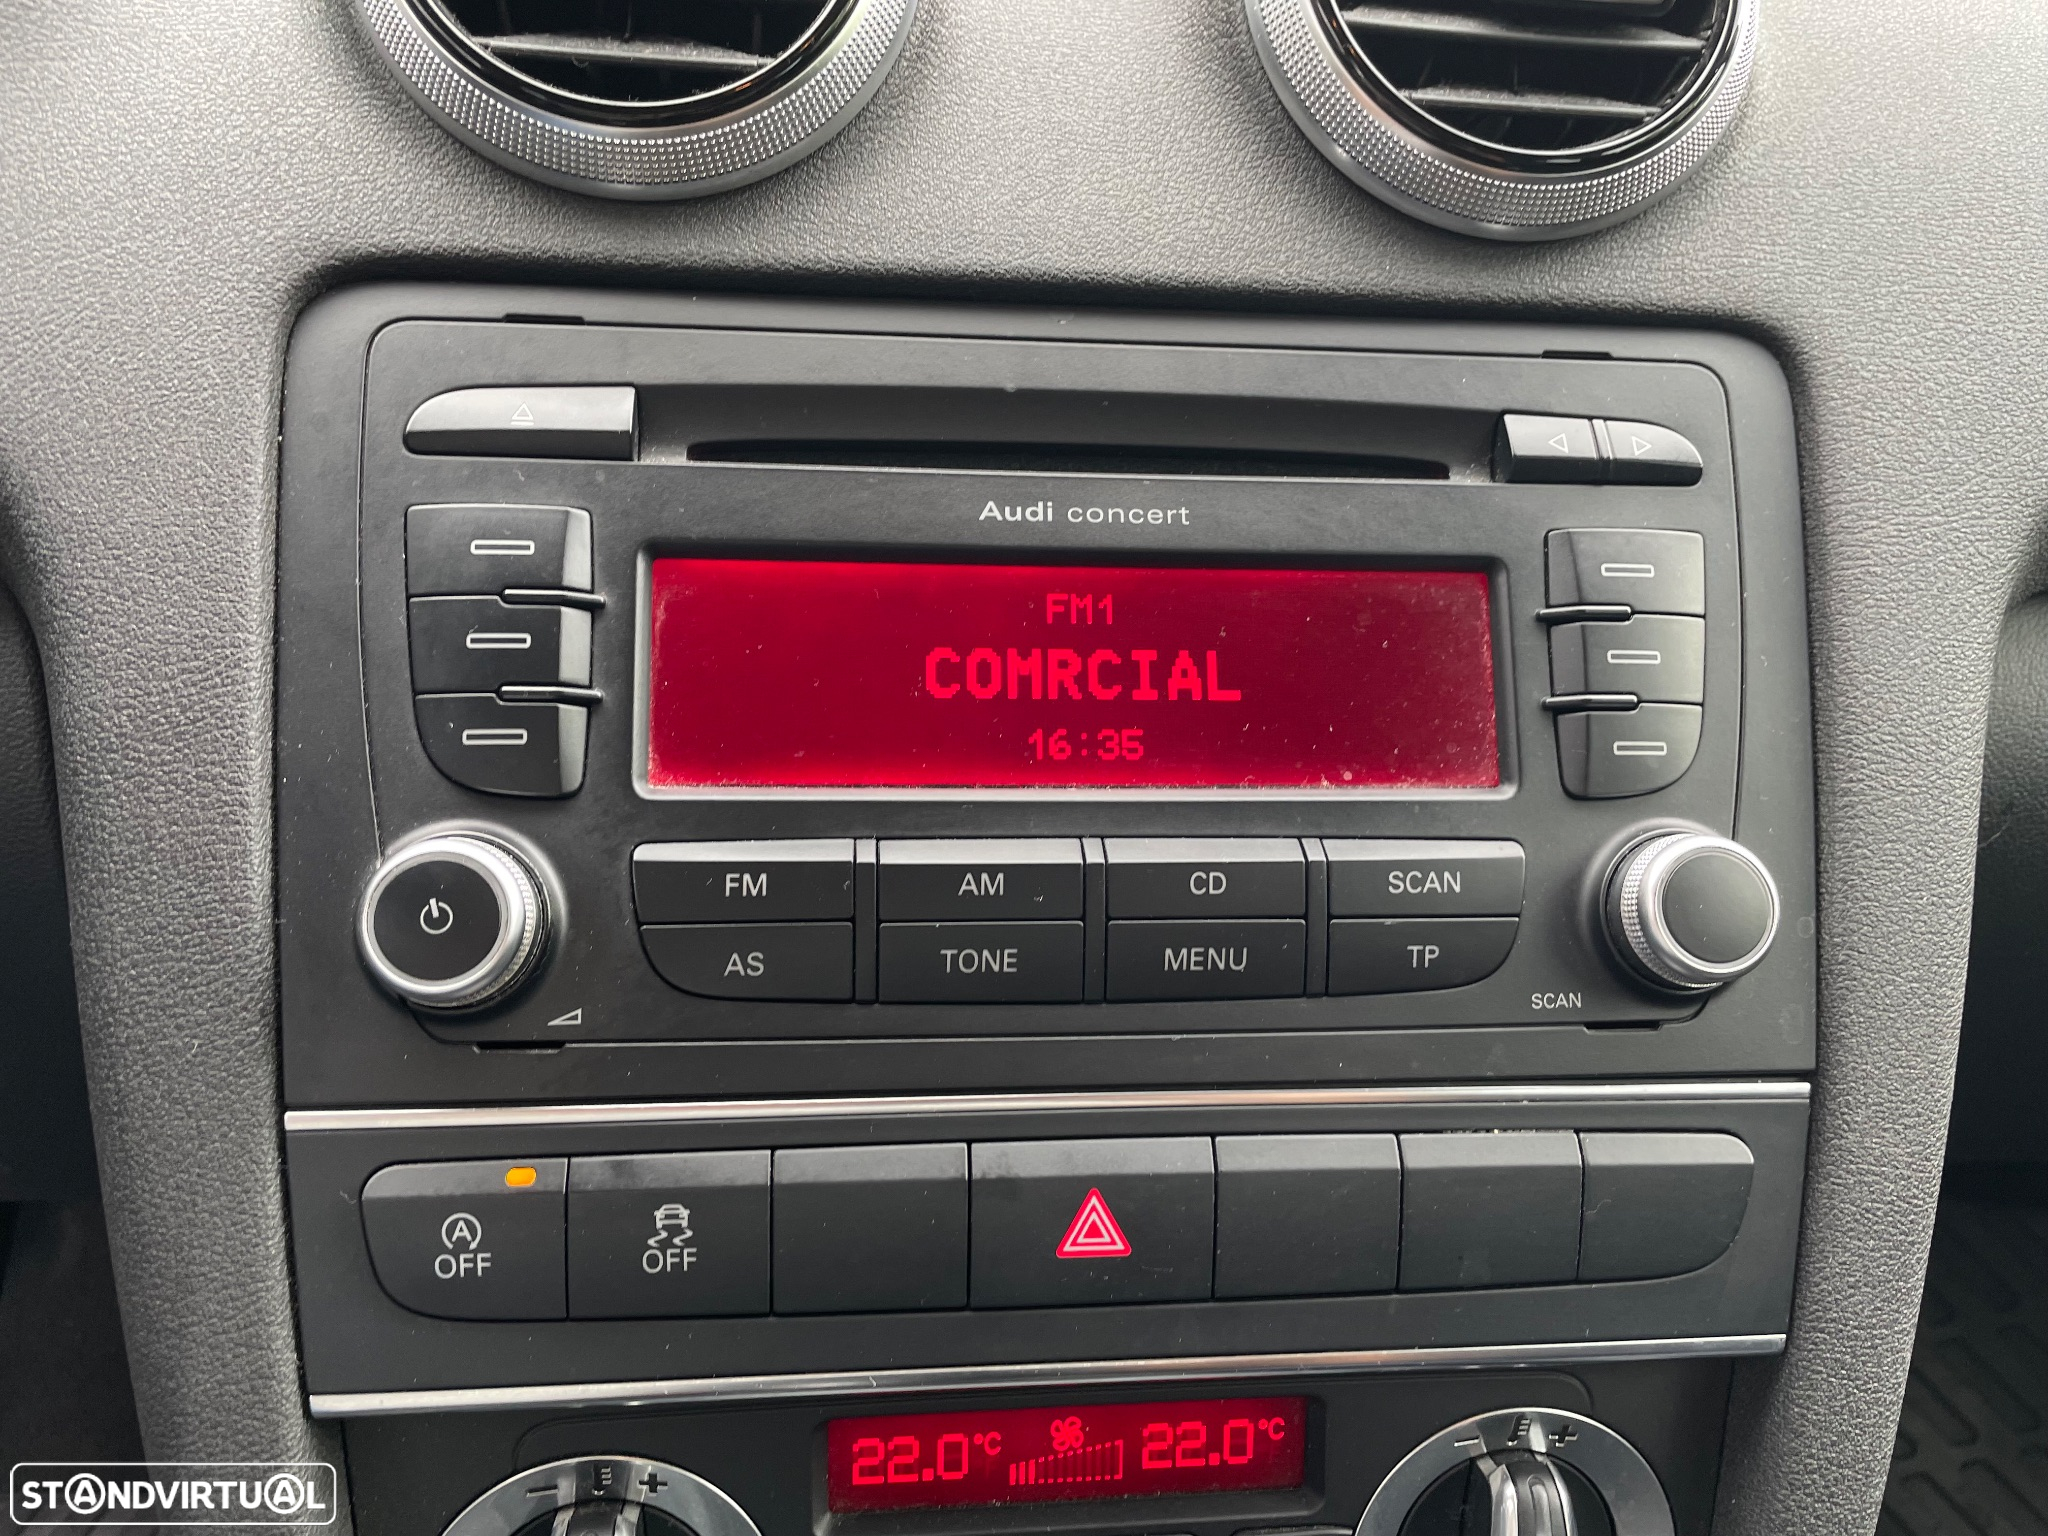 Audi concert
FM1
COMRCIAL
16:35
FM AM CD SCAN
AS TONE MENU TP
SCAN
A
OFF OFF
22.0°C 22.0°C
- + - +
STANDVIRTUAL